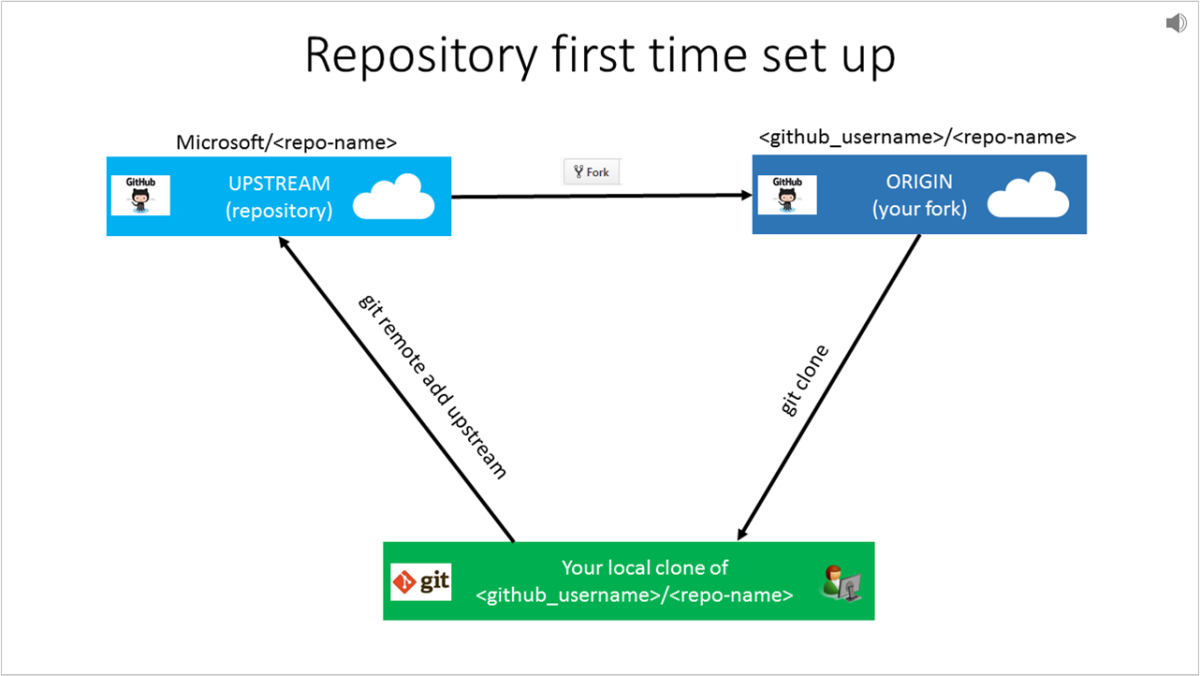 Repository first time set up
Microsoft/<repo-name>
<github_username>/<repo-name>
GitHub
UPSTREAM
(repository)
Fork
GitHub
ORIGIN
(your fork)
git remote add upstream
git clone
git
Your local clone of
<github_username>/<repo-name>